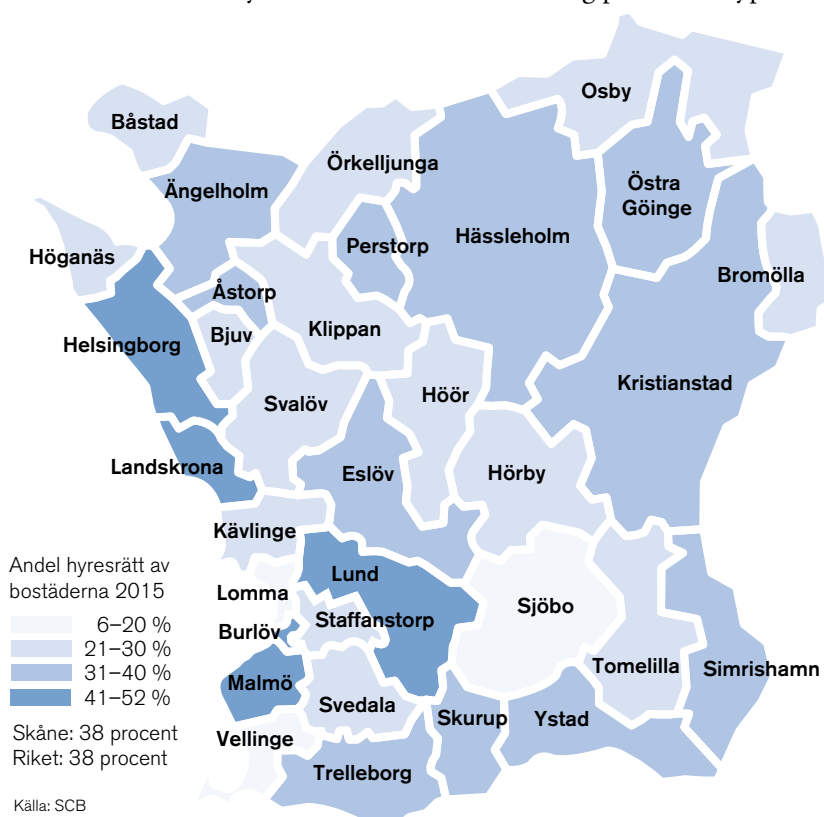 Osby
Båstad
Örkelljunga
Ängelholm
Östra
Göinge
Perstorp
Hässleholm
Höganäs
Bromölla
Åstorp
Bjuv
Klippan
Helsingborg
Kristianstad
Höör
Svalöv
Landskrona
Eslöv
Hörby
Kävlinge
Andel hyresrätt av
bostäderna 2015
6–20 %
21–30 %
31–40 %
41–52 %
Skåne: 38 procent
Riket: 38 procent
Källa: SCB
Lund
Lomma
Sjöbo
Staffanstorp
Burlöv
Tomelilla
Simrishamn
Malmö
Svedala
Skurup
Ystad
Vellinge
Trelleborg